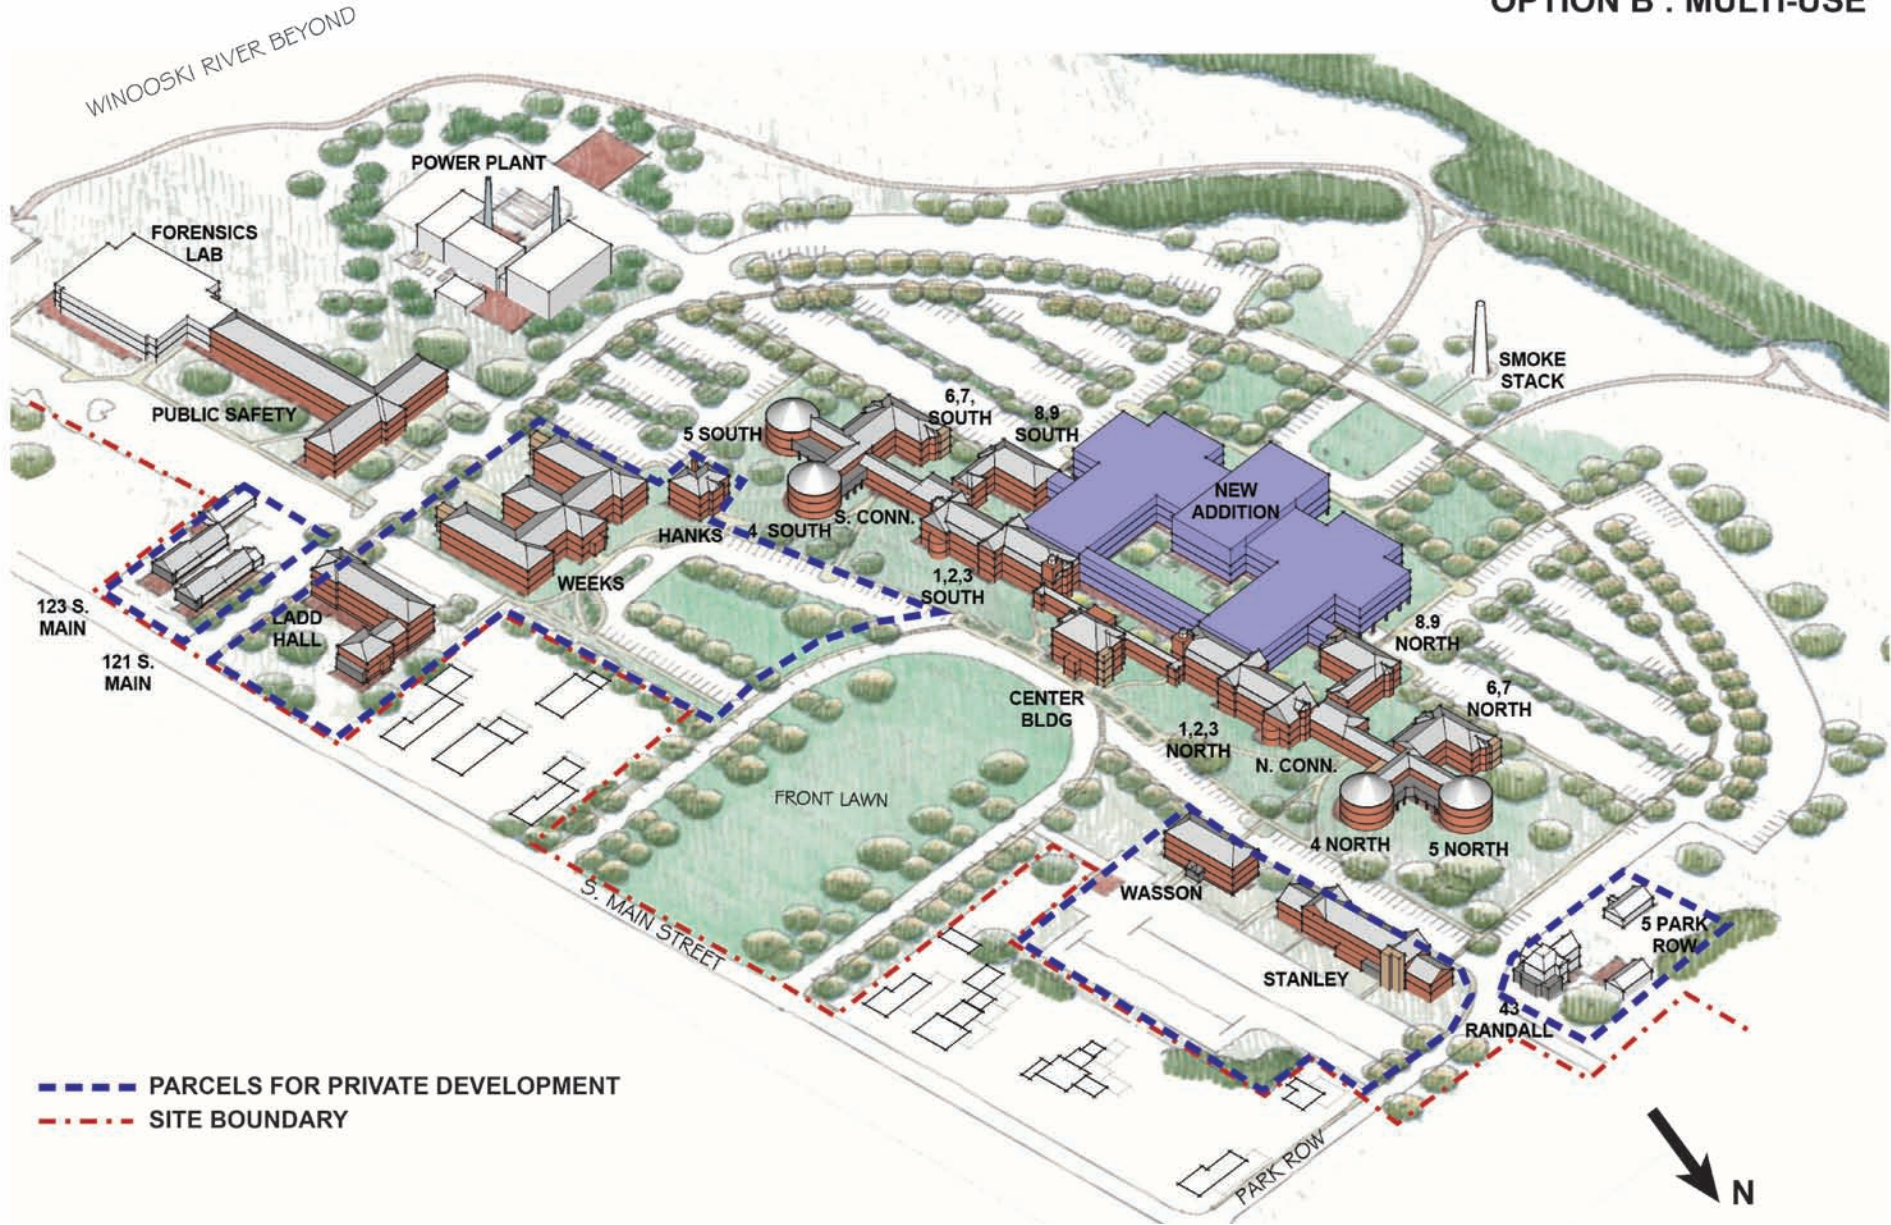 OPTION B : MULTI-USE
WINOOSKI RIVER BEYOND
POWER PLANT
FORENSICS
LAB
SMOKE
STACK
PUBLIC SAFETY
6,7,
SOUTH
8,9
SOUTH
5 SOUTH
NEW
ADDITION
HANKS
4 SOUTH
S. CONN.
WEEKS
1,2,3
SOUTH
123 S.
MAIN
LADD
HALL
121 S.
MAIN
8.9
NORTH
CENTER
BLDG
6,7
NORTH
1,2,3
NORTH
N. CONN.
FRONT LAWN
4 NORTH
5 NORTH
S. MAIN STREET
WASSON
STANLEY
5 PARK
ROW
43
RANDALL
PARCELS FOR PRIVATE DEVELOPMENT
SITE BOUNDARY
PARK ROW
N